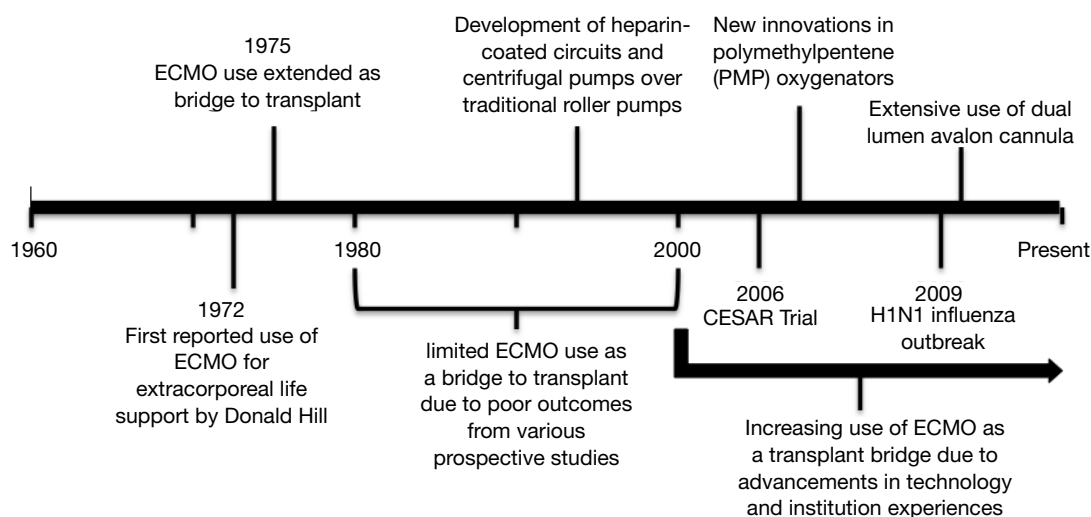 1975
ECMO use extended as
bridge to transplant
Development of heparin-
coated circuits and
centrifugal pumps over
traditional roller pumps
New innovations in
polymethylpentene
(PMP) oxygenators
Extensive use of dual
lumen avalon cannula
1960
1980
2000
Present
1972
First reported use of
ECMO for
extracorporeal life
support by Donald Hill
limited ECMO use as
a bridge to transplant
due to poor outcomes
from various
prospective studies
2006
CESAR Trial
2009
H1N1 influenza
outbreak
Increasing use of ECMO as
a transplant bridge due to
advancements in technology
and institution experiences